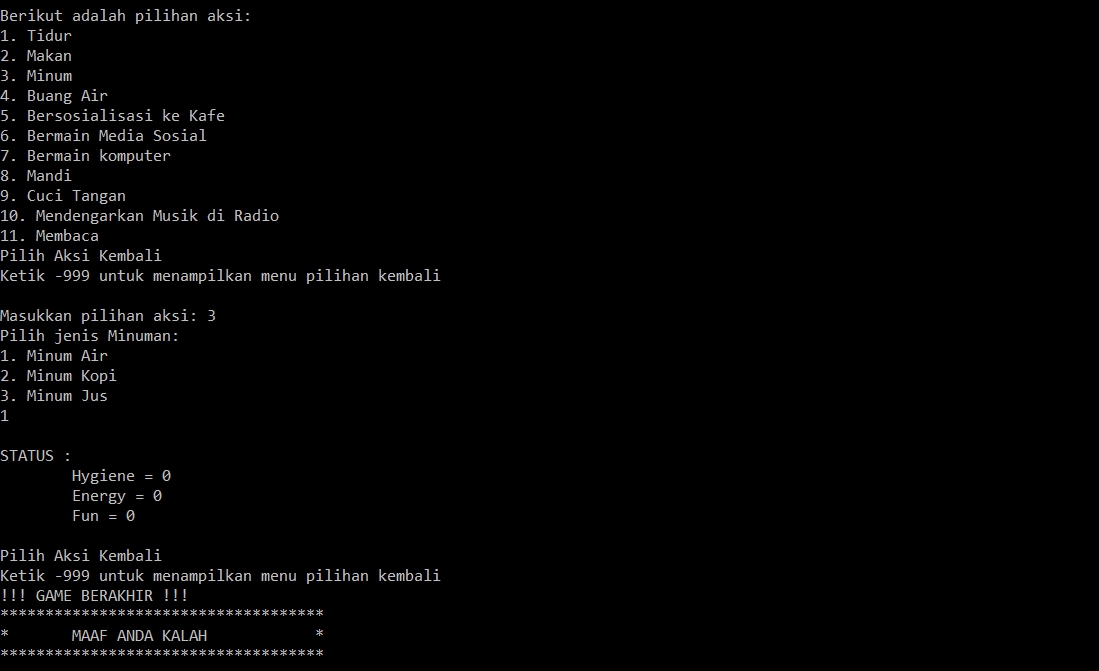 Berikut adalah pilihan aksi:
1. Tidur
2. Makan
3. Minum
4. Buang Air
5. Bersosialisasi ke Kafe
6. Bermain Media Sosial
7. Bermain komputer
8. Mandi
9. Cuci Tangan
10. Mendengarkan Musik di Radio
11. Membaca
Pilih Aksi Kembali
Ketik -999 untuk menampilkan menu pilihan kembali
Masukkan pilihan aksi: 3
Pilih jenis Minuman:
1. Minum Air
2. Minum Kopi
3. Minum Jus
1
STATUS :
Hygiene = 0
Energy = 0
Fun = 0
Pilih Aksi Kembali
Ketik -999 untuk menampilkan menu pilihan kembali
!!! GAME BERAKHIR !!!
************************************
*       MAAF ANDA KALAH            *
************************************